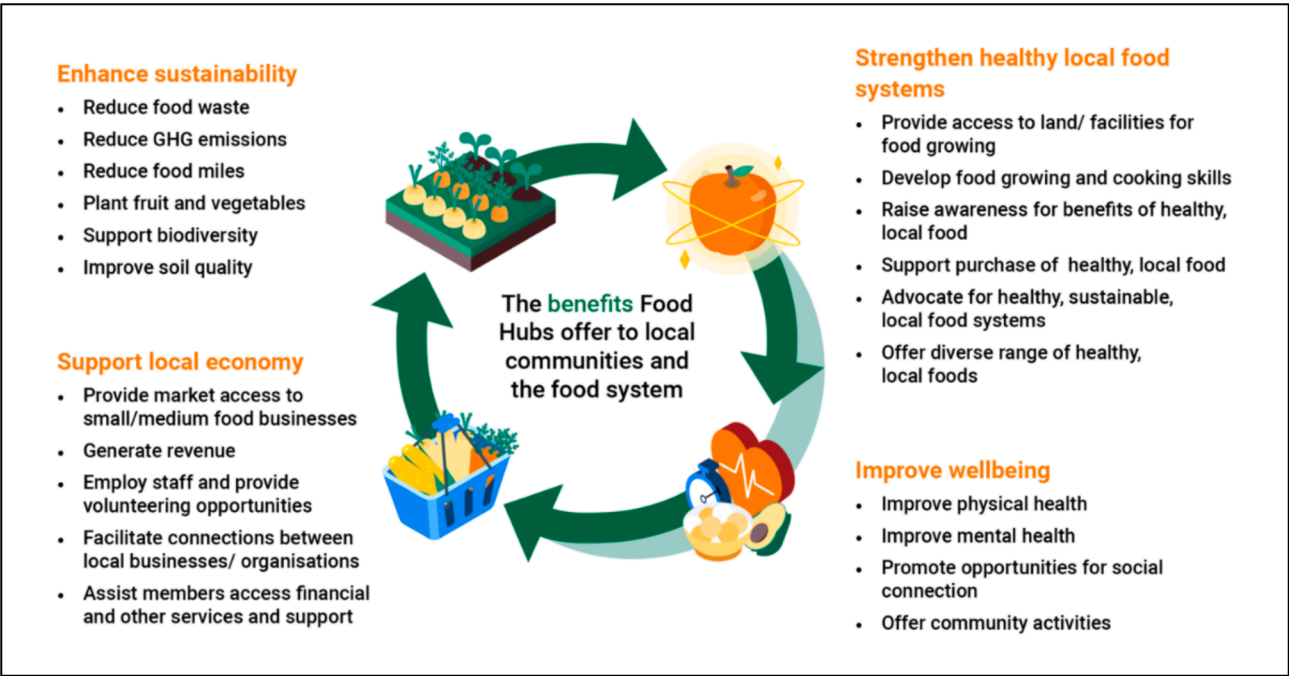 Enhance sustainability
• Reduce food waste
• Reduce GHG emissions
• Reduce food miles
• Plant fruit and vegetables
• Support biodiversity
• Improve soil quality
Support local economy
• Provide market access to
small/medium food businesses
• Generate revenue
• Employ staff and provide
volunteering opportunities
• Facilitate connections between
local businesses/ organisations
• Assist members access financial
and other services and support
The benefits Food
Hubs offer to local
communities and
the food system
Strengthen healthy local food
systems
• Provide access to land/ facilities for
food growing
• Develop food growing and cooking skills
• Raise awareness for benefits of healthy,
local food
• Support purchase of  healthy, local food
• Advocate for healthy, sustainable,
local food systems
• Offer diverse range of healthy,
local foods
Improve wellbeing
• Improve physical health
• Improve mental health
• Promote opportunities for social
connection
• Offer community activities